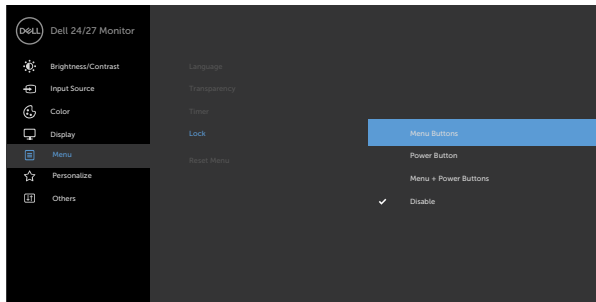 DELL
Dell 24/27 Monitor
Brightness/Contrast
Input Source
Color
Display
Menu
Personalize
Others
Language
Transparency
Timer
Lock
Reset Menu
Menu Buttons
Power Button
Menu + Power Buttons
Disable